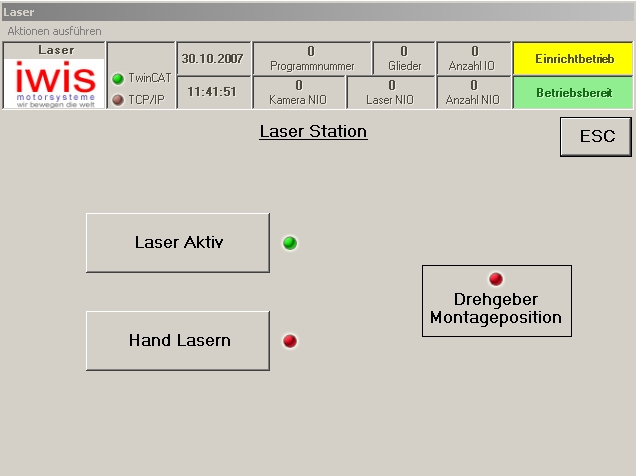 Laser
Aktionen ausführen
Laser
iwis
motorsysteme
wir bewegen die welt
TwinCAT
TCP/IP
30.10.2007
11:41:51
0
Programmnummer
0
Glieder
0
Anzahl IO
0
Kamera NIO
0
Laser NIO
0
Anzahl NIO
Einrichtbetrieb
Betriebsbereit
Laser Station
ESC
Laser Aktiv
Hand Lasern
Drehgeber
Montageposition